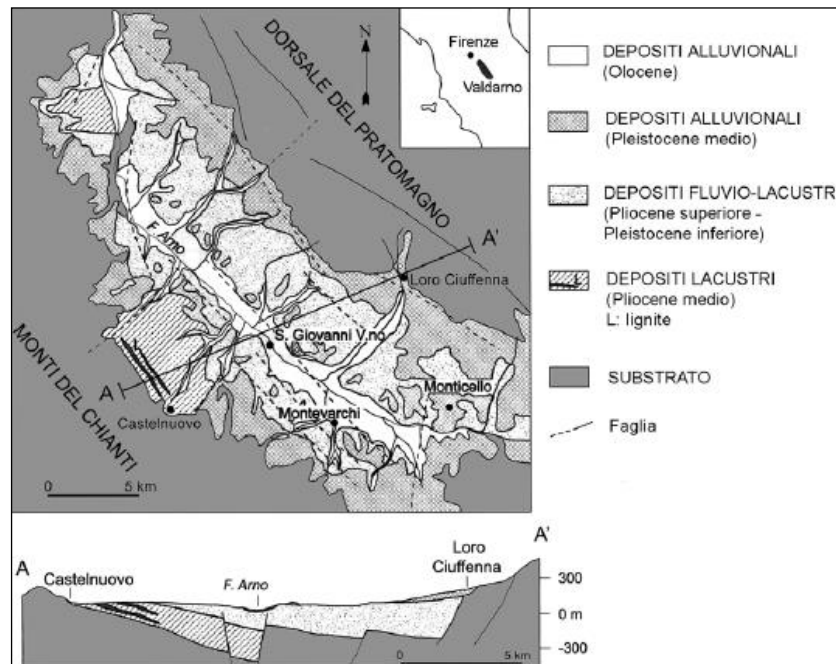 DORSALE DEL PRATOMAGNO
N
Firenze
Valdarno
F. Arno
A'
Loro Ciuffenna
S. Giovanni V.no
L
A
Monticello
Castelnuovo
Montevarchi
MONTI DEL CHIANTI
0 5 km
DEPOSITI ALLUVIONALI
(Olocene)
DEPOSITI ALLUVIONALI
(Pleistocene medio)
DEPOSITI FLUVIO-LACUSTRI
(Pliocene superiore -
Pleistocene inferiore)
L
DEPOSITI LACUSTRI
(Pliocene medio)
L: lignite
SUBSTRATO
Faglia
A
Castelnuovo
F. Arno
Loro
Ciuffenna
A'
300
0 m
-300
0 5 km